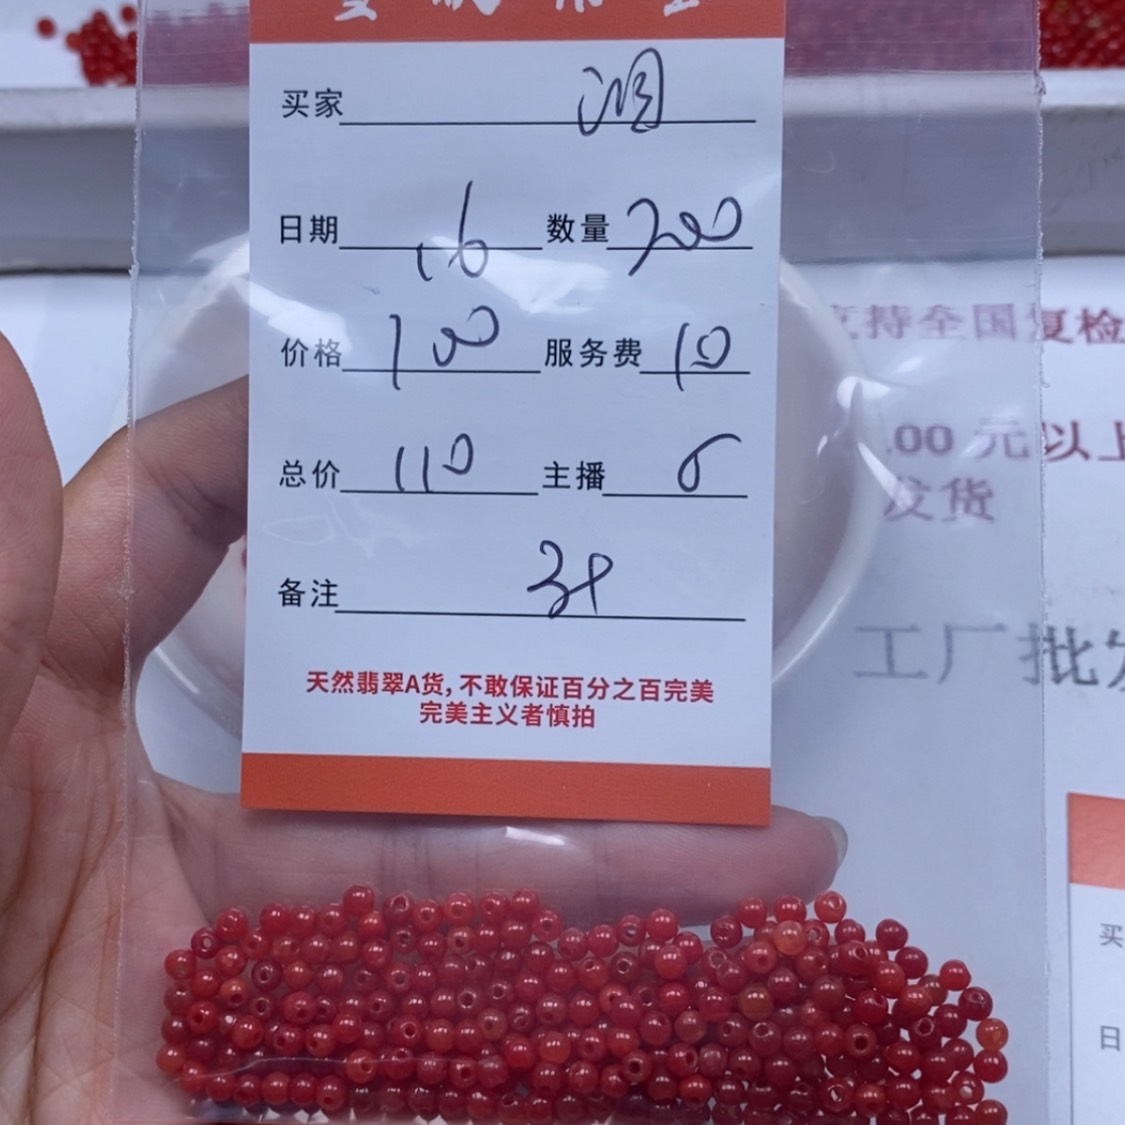 买家 润
日期 16 数量 200
价格 100 服务费 10
总价 110 主播 6
备注
天然翡翠A货,不敢保证百分之百完美
完美主义者慎拍
支持全国复检
.00 元以上
发货
工厂批发
买
日